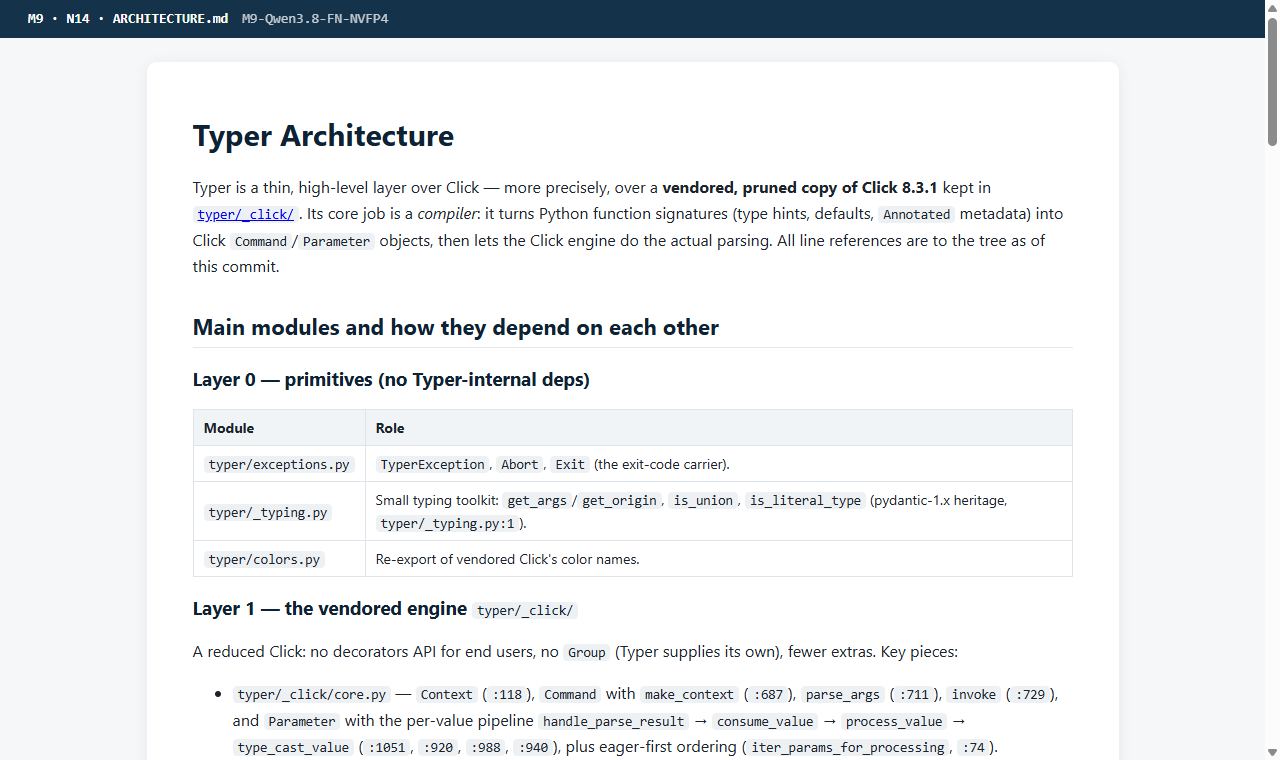 M9 • N14 • ARCHITECTURE.md M9-Qwen3.8-FN-NVFP4
Typer Architecture
Typer is a thin, high-level layer over Click — more precisely, over a vendored, pruned copy of Click 8.3.1 kept in
typer/_click/ . Its core job is a compiler: it turns Python function signatures (type hints, defaults, Annotated metadata) into
Click Command / Parameter objects, then lets the Click engine do the actual parsing. All line references are to the tree as of
this commit.
Main modules and how they depend on each other
Layer 0 — primitives (no Typer-internal deps)
Module Role
typer/exceptions.py TyperException , Abort , Exit (the exit-code carrier).
typer/_typing.py Small typing toolkit: get_args / get_origin , is_union , is_literal_type (pydantic-1.x heritage,
typer/_typing.py:1 ).
typer/colors.py Re-export of vendored Click's color names.
Layer 1 — the vendored engine typer/_click/
A reduced Click: no decorators API for end users, no Group (Typer supplies its own), fewer extras. Key pieces:
• typer/_click/core.py — Context ( :118 ), Command with make_context ( :687 ), parse_args ( :711 ), invoke ( :729 ),
and Parameter with the per-value pipeline handle_parse_result → consume_value → process_value →
type_cast_value ( :1051 , :920 , :988 , :940 ), plus eager-first ordering ( iter_params_for_processing , :74 ).